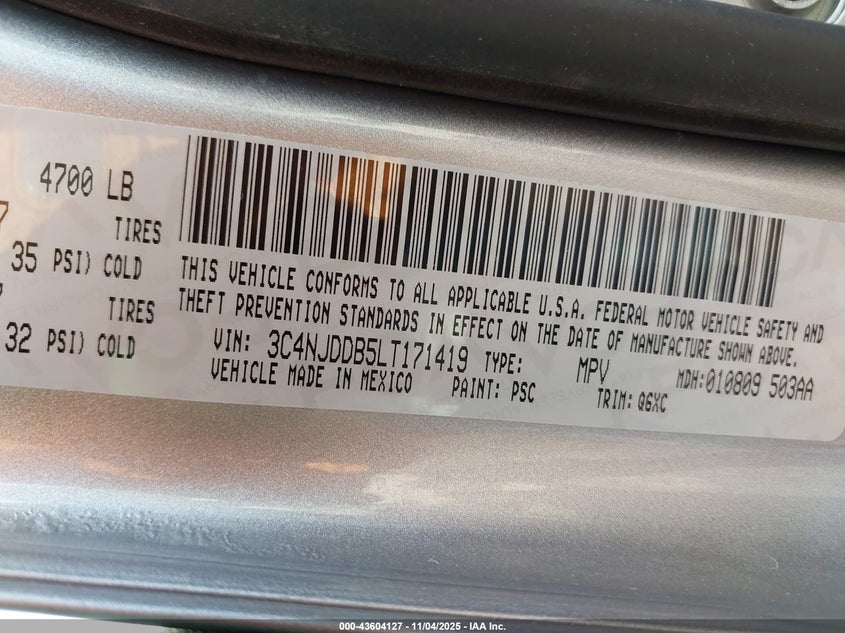 4700 LB
7 TIRES
35 PSI) COLD
TIRES
32 PSI) COLD
THIS VEHICLE CONFORMS TO ALL APPLICABLE U.S.A. FEDERAL MOTOR VEHICLE SAFETY AND
THEFT PREVENTION STANDARDS IN EFFECT ON THE DATE OF MANUFACTURE SHOWN ABOVE.
VIN: 3C4NJDDB5LT171419 TYPE: MPV MDH:010809 503AA
VEHICLE MADE IN MEXICO PAINT: PSC TRIM: Q6XC
000-43604127 - 11/04/2025 - IAA Inc.